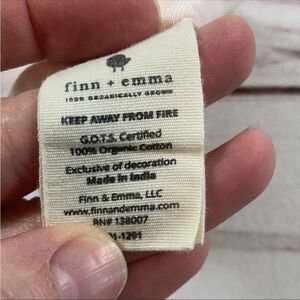 finn + emma
100% ORGANICALLY GROWN
KEEP AWAY FROM FIRE
G.O.T.S. Certified
100% Organic Cotton
Exclusive of decoration
Made in India
Finn & Emma, LLC
www.finnandemma.com
RN# 138007
1-1291